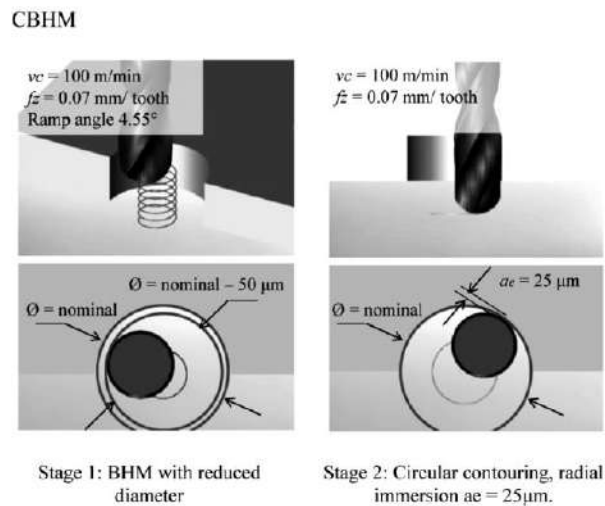 CBHM
vc = 100 m/min
fz = 0.07 mm/ tooth
Ramp angle 4.55°
vc = 100 m/min
fz = 0.07 mm/ tooth
Ø = nominal – 50 μm
Ø = nominal
ae = 25 μm
Ø = nominal
Stage 1: BHM with reduced
diameter
Stage 2: Circular contouring, radial
immersion ae = 25μm.